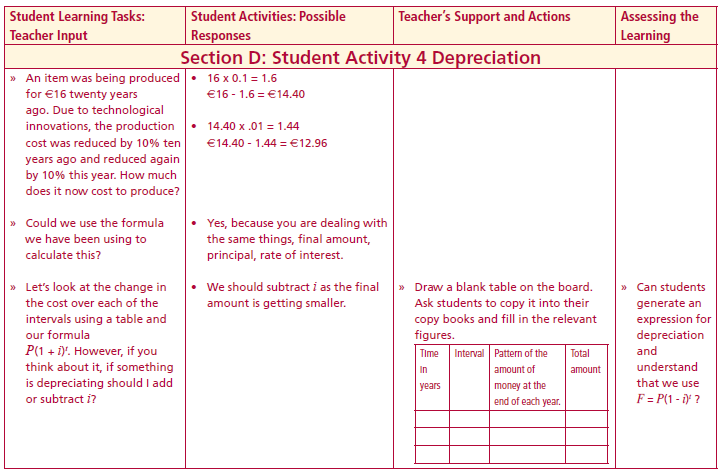 Student Learning Tasks:
Teacher Input
Student Activities: Possible
Responses
Teacher's Support and Actions
Assessing the
Learning
Section D: Student Activity 4 Depreciation
» An item was being produced
for €16 twenty years
ago. Due to technological
innovations, the production
cost was reduced by 10% ten
years ago and reduced again
by 10% this year. How much
does it now cost to produce?
• 16 x 0.1 = 1.6
€16 - 1.6 = €14.40
• 14.40 x .01 = 1.44
€14.40 - 1.44 = €12.96
» Could we use the formula
we have been using to
calculate this?
• Yes, because you are dealing with
the same things, final amount,
principal, rate of interest.
» Let's look at the change in
the cost over each of the
intervals using a table and
our formula
P(1 + i)ᵗ. However, if you
think about it, if something
is depreciating should I add
or subtract i?
• We should subtract i as the final
amount is getting smaller.
» Draw a blank table on the board.
Ask students to copy it into their
copy books and fill in the relevant
figures.
Time
in
years
Interval
Pattern of the
amount of
money at the
end of each year.
Total
amount
» Can students
generate an
expression for
depreciation
and
understand
that we use
F = P(1 - i)ᵗ ?